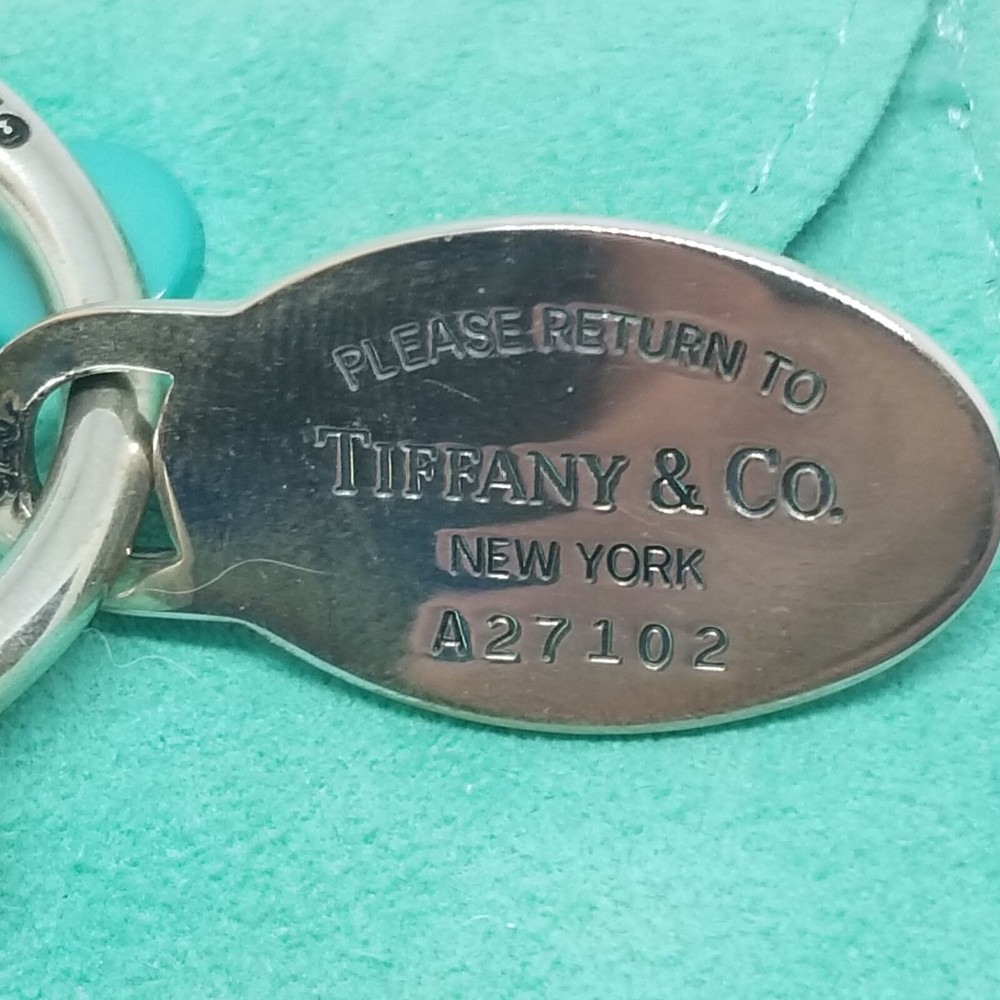 PLEASE RETURN TO
TIFFANY & CO.
NEW YORK
A27102